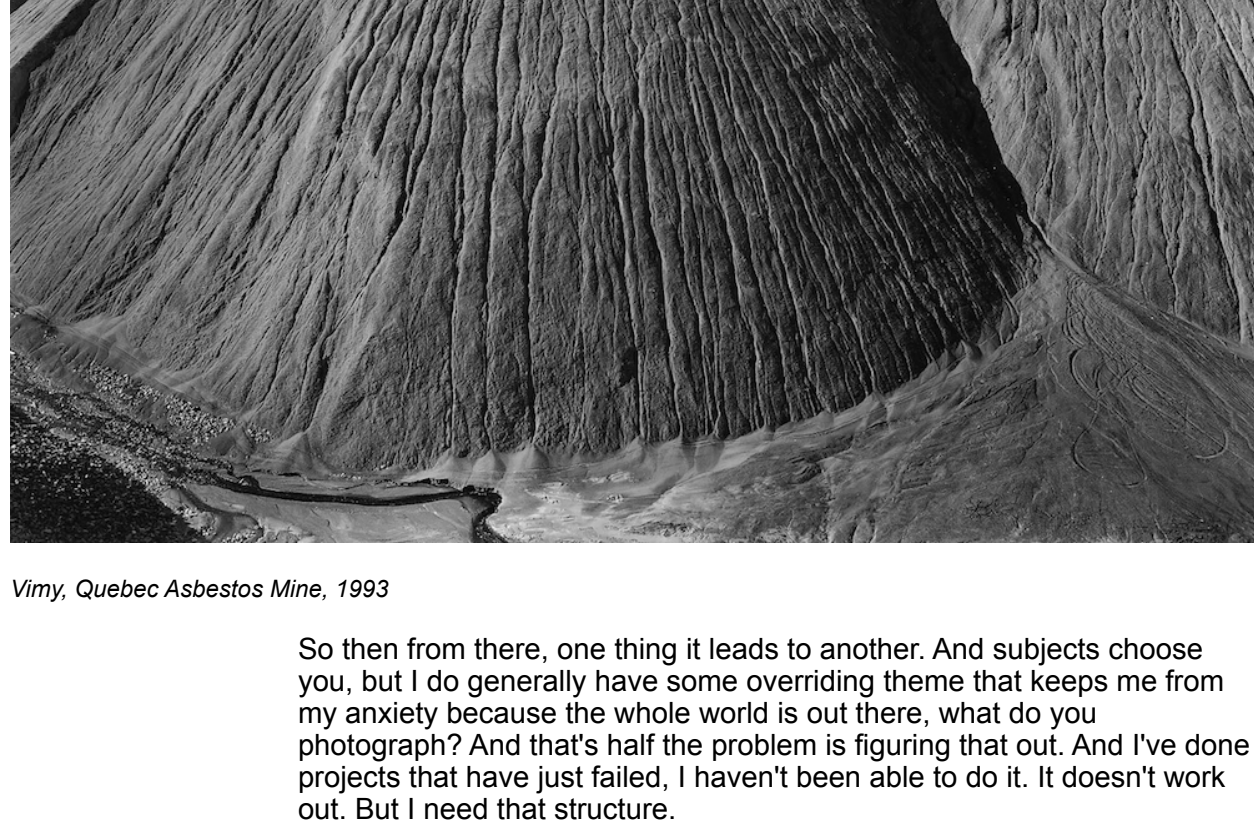 Vimy, Quebec Asbestos Mine, 1993
So then from there, one thing it leads to another. And subjects choose
you, but I do generally have some overriding theme that keeps me from
my anxiety because the whole world is out there, what do you
photograph? And that's half the problem is figuring that out. And I've done
projects that have just failed, I haven't been able to do it. It doesn't work
out. But I need that structure.